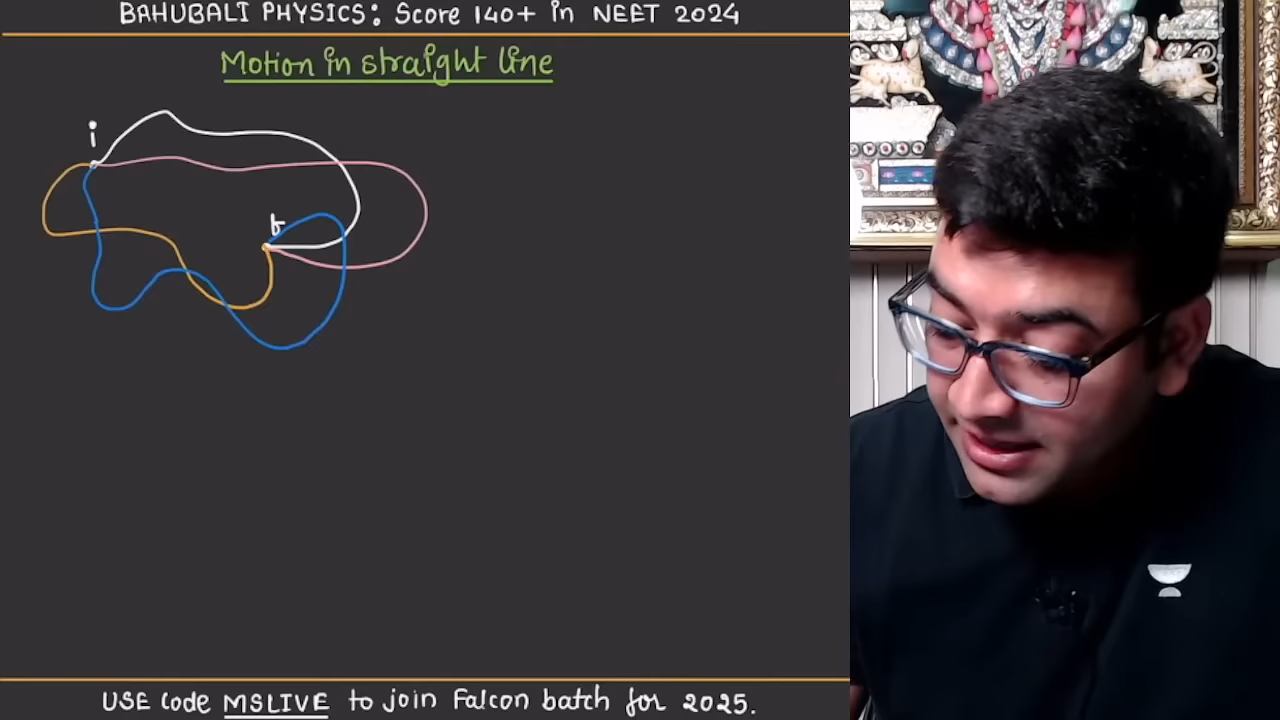 BAHUBALI PHYSICS: Score 140+ in NEET 2024
Motion in straight line
i
f
USE Code MSLIVE to join Falcon batch for 2025.